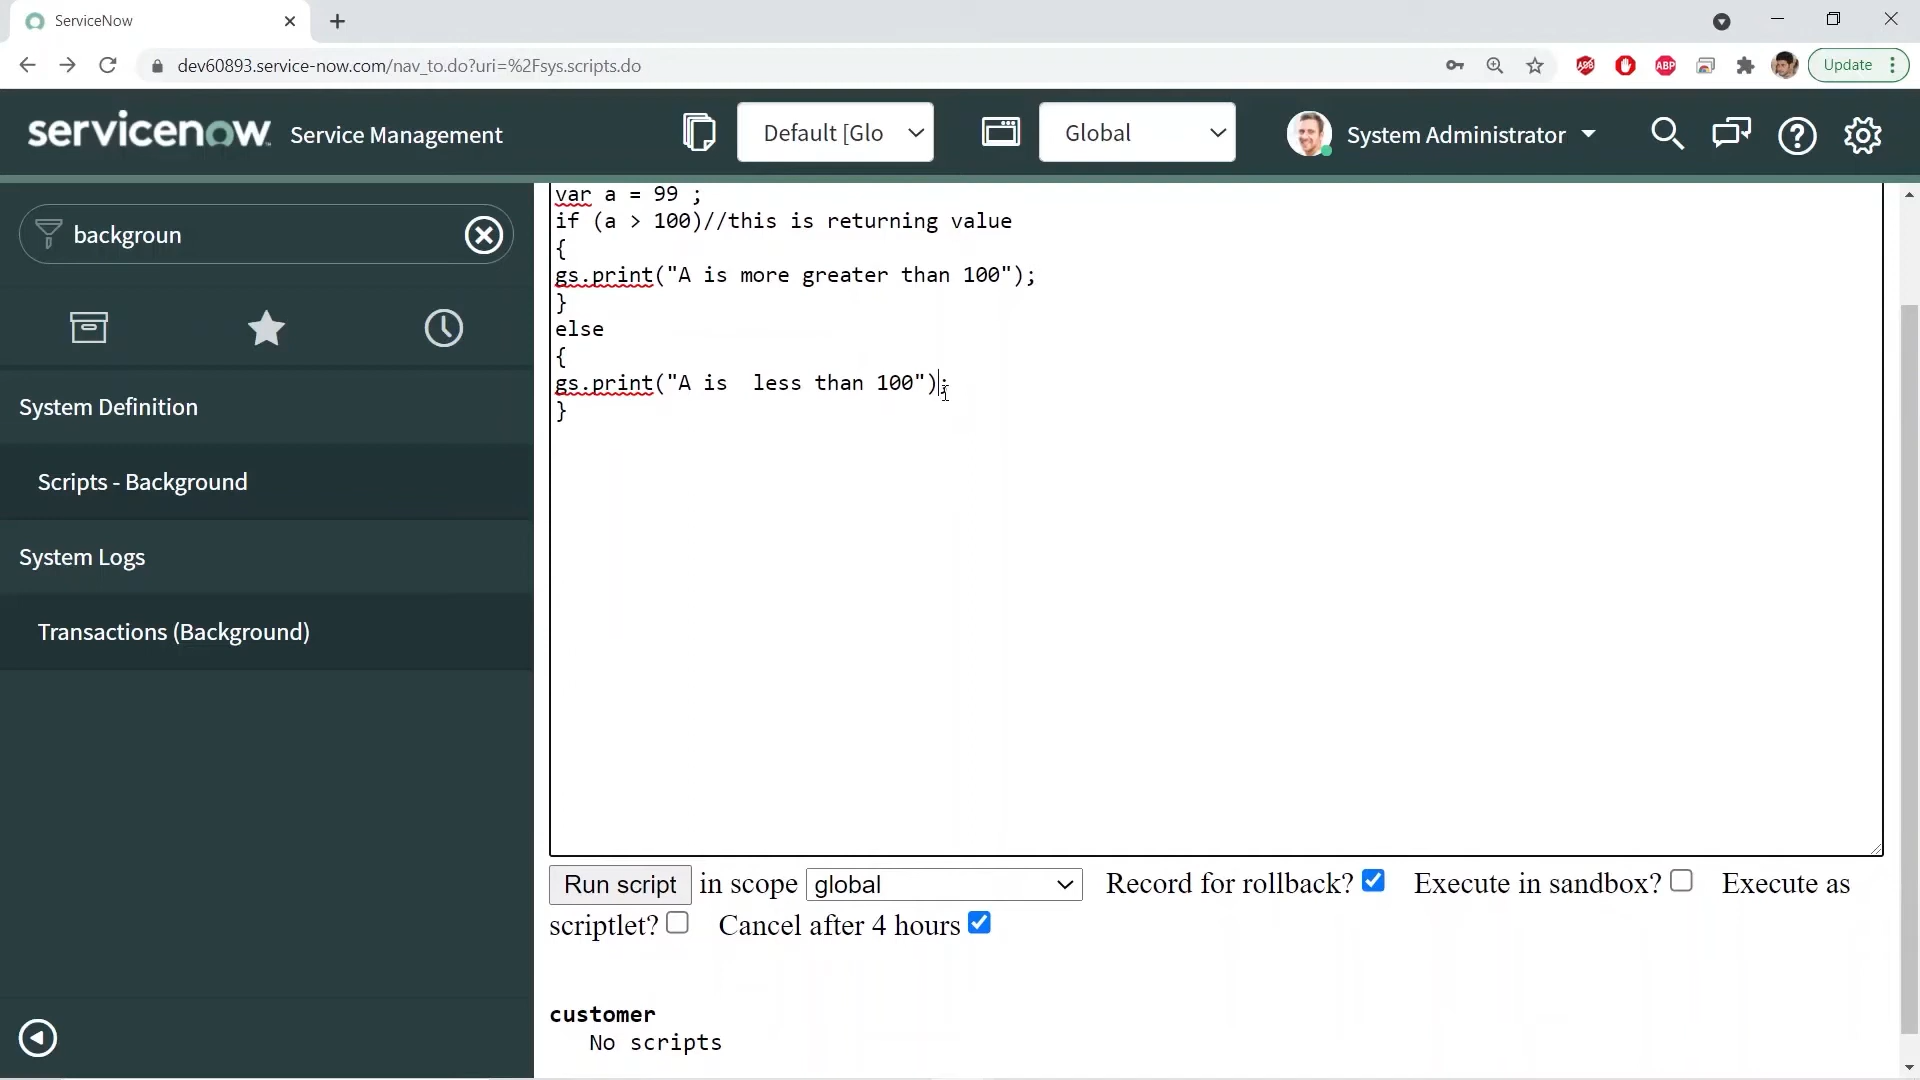 ServiceNow
dev60893.service-now.com/nav_to.do?uri=%2Fsys.scripts.do
ABP
Update
servicenow Service Management
Default [Glo
Global
System Administrator
backgroun
System Definition
Scripts - Background
System Logs
Transactions (Background)
var a = 99 ;
if (a > 100)//this is returning value
{
gs.print("A is more greater than 100");
}
else
{
gs.print("A is  less than 100");
}
Run script in scope global Record for rollback? Execute in sandbox? Execute as
scriptlet? Cancel after 4 hours
customer
No scripts